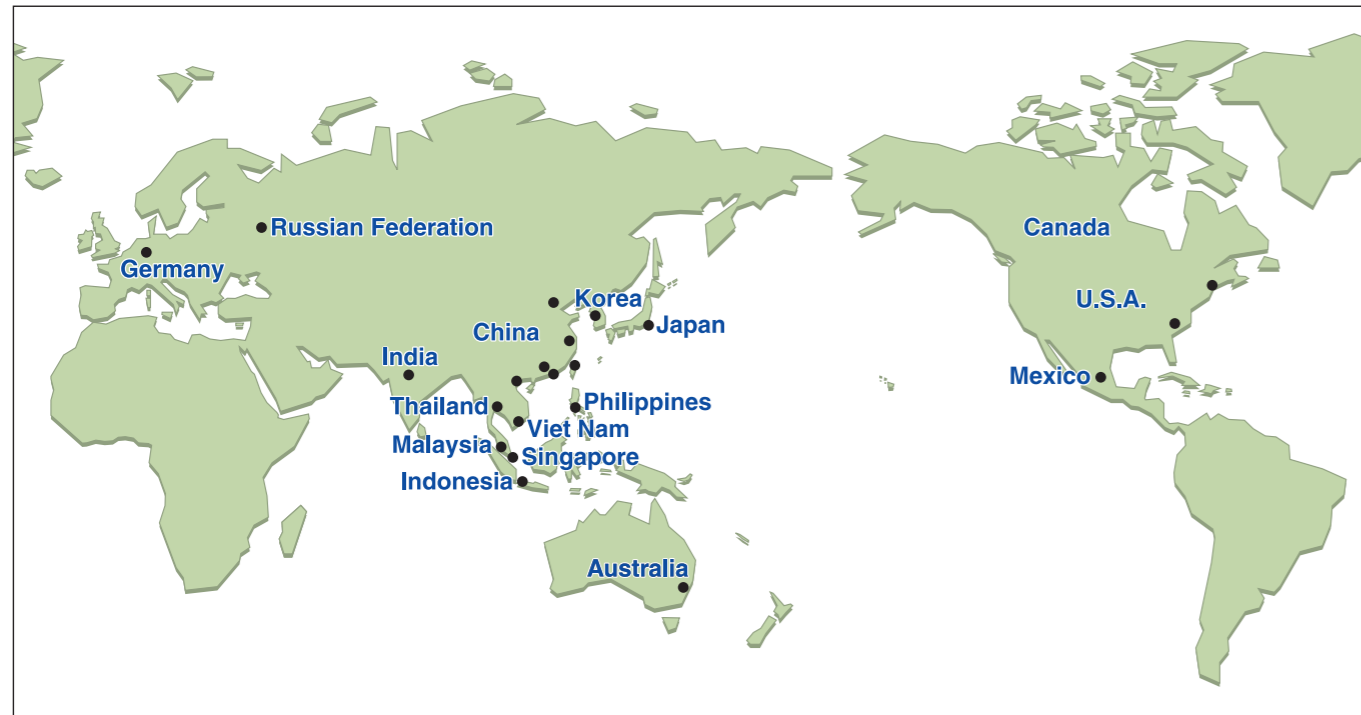 Russian Federation
Canada
Germany
Korea
U.S.A.
Japan
China
India
Mexico
Philippines
Thailand
Viet Nam
Malaysia
Singapore
Indonesia
Australia